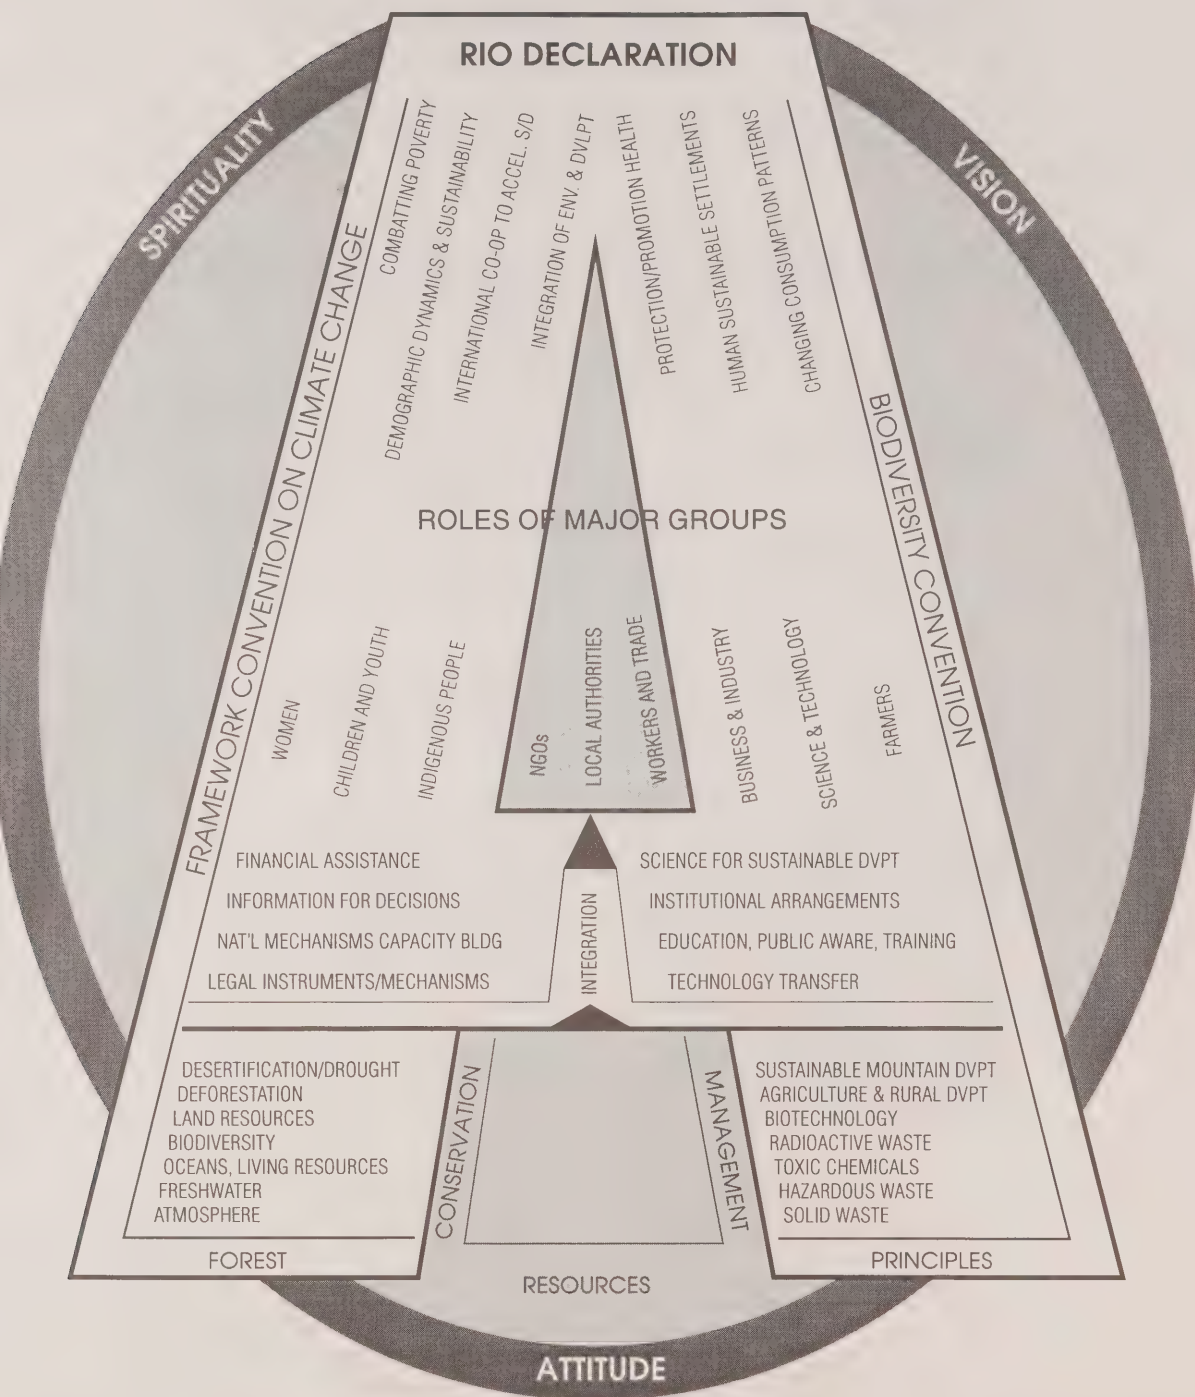 RIO DECLARATION
SPIRITUALITY
VISION
FRAMEWORK CONVENTION ON CLIMATE CHANGE
BIODIVERSITY CONVENTION
COMBATTING POVERTY
DEMOGRAPHIC DYNAMICS & SUSTAINABILITY
INTERNATIONAL CO-OP TO ACCEL. S/D
INTEGRATION OF ENV. & DVLPT
PROTECTION/PROMOTION HEALTH
HUMAN SUSTAINABLE SETTLEMENTS
CHANGING CONSUMPTION PATTERNS
ROLES OF MAJOR GROUPS
WOMEN
CHILDREN AND YOUTH
INDIGENOUS PEOPLE
NGOs
LOCAL AUTHORITIES
WORKERS AND TRADE
BUSINESS & INDUSTRY
SCIENCE & TECHNOLOGY
FARMERS
FINANCIAL ASSISTANCE
INFORMATION FOR DECISIONS
NAT'L MECHANISMS CAPACITY BLDG
LEGAL INSTRUMENTS/MECHANISMS
INTEGRATION
SCIENCE FOR SUSTAINABLE DVPT
INSTITUTIONAL ARRANGEMENTS
EDUCATION, PUBLIC AWARE, TRAINING
TECHNOLOGY TRANSFER
DESERTIFICATION/DROUGHT
DEFORESTATION
LAND RESOURCES
BIODIVERSITY
OCEANS, LIVING RESOURCES
FRESHWATER
ATMOSPHERE
FOREST
CONSERVATION
MANAGEMENT
RESOURCES
SUSTAINABLE MOUNTAIN DVPT
AGRICULTURE & RURAL DVPT
BIOTECHNOLOGY
RADIOACTIVE WASTE
TOXIC CHEMICALS
HAZARDOUS WASTE
SOLID WASTE
PRINCIPLES
ATTITUDE